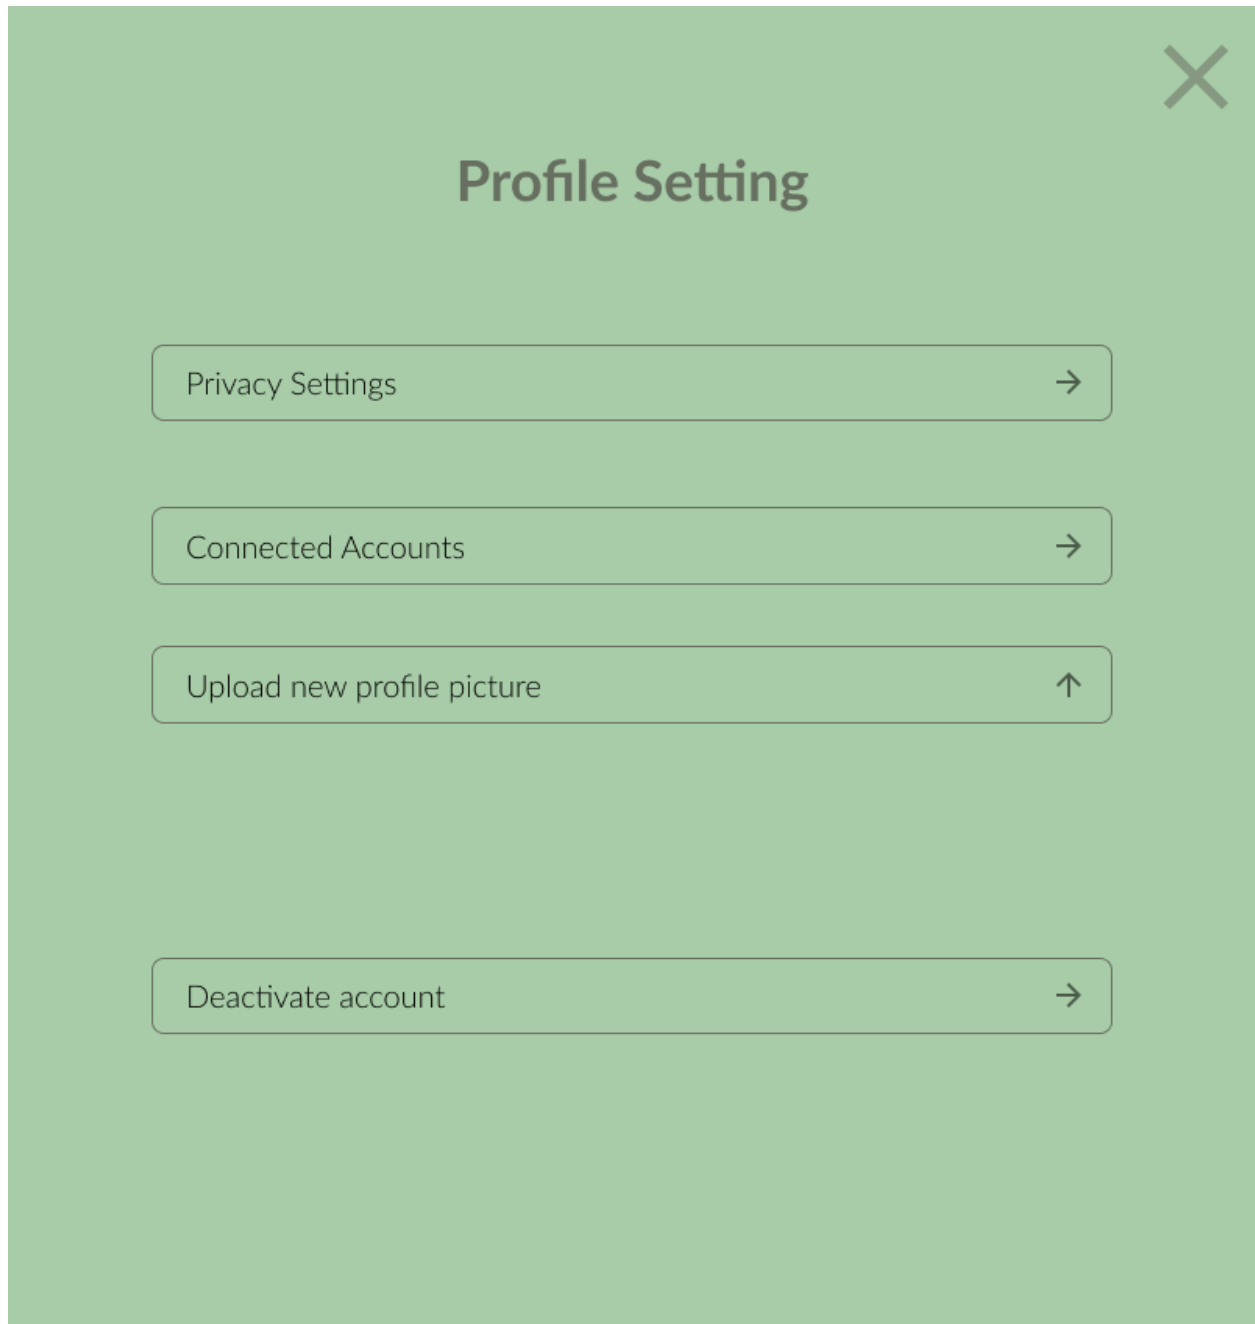 Profile Setting
Privacy Settings
Connected Accounts
Upload new profile picture
Deactivate account